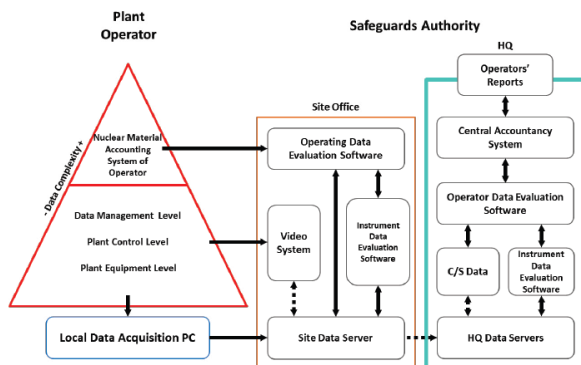 Plant
Operator
Safeguards Authority
HQ
Operators'
Reports
Site Office
Nuclear Material
Accounting
System of
Operator
- Data Complexity +
Operating Data
Evaluation Software
Central Accountancy
System
Data Management Level
Plant Control Level
Plant Equipment Level
Video
System
Instrument
Data Evaluation
Software
Operator Data Evaluation
Software
C/S Data
Instrument
Data
Evaluation
Software
Local Data Acquisition PC
Site Data Server
HQ Data Servers